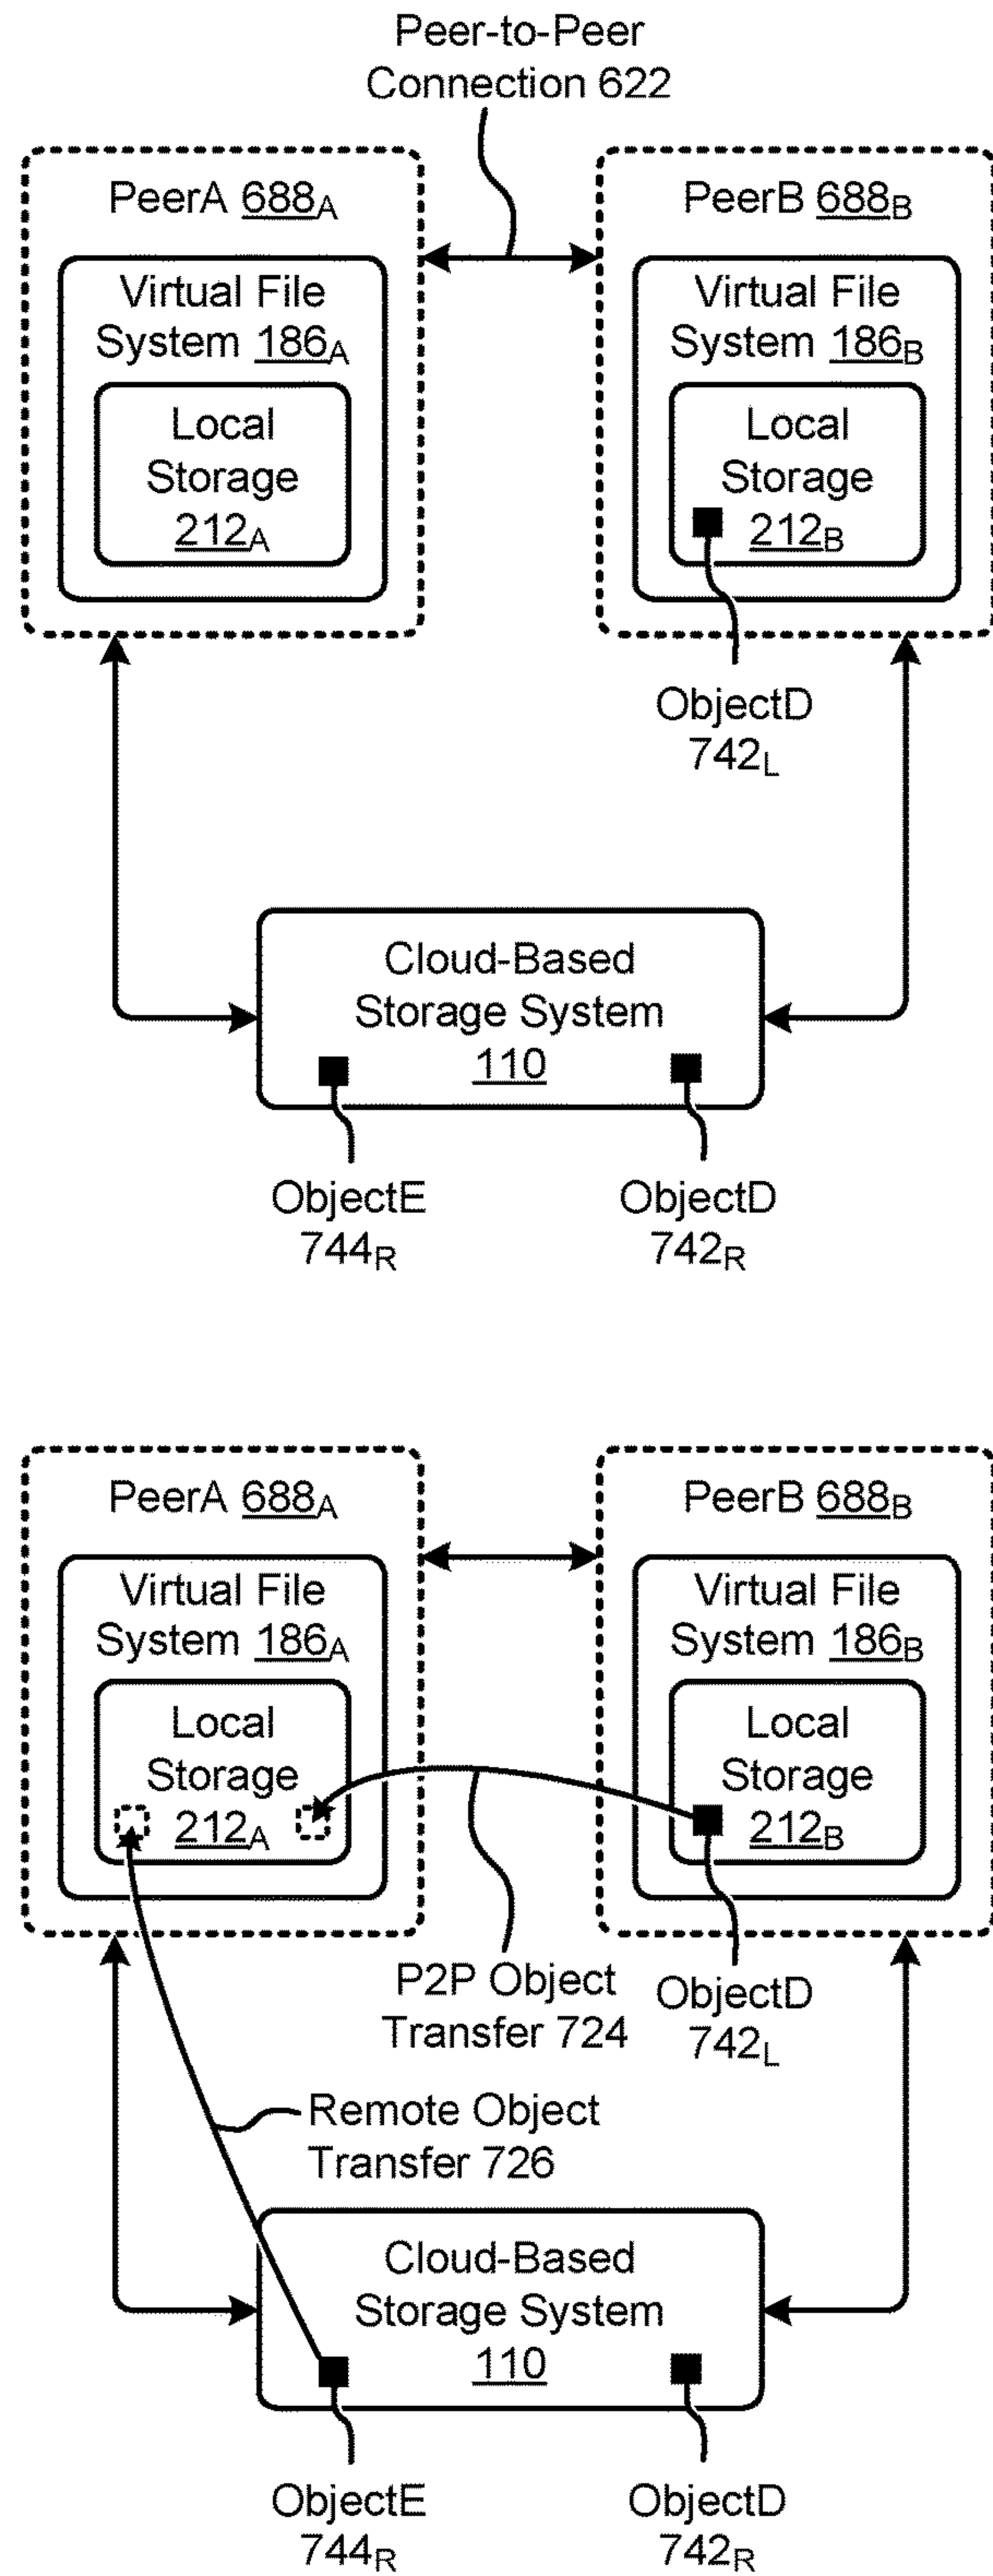 Peer-to-Peer
Connection 622
PeerA 688A
Virtual File
System 186A
Local
Storage
212A
PeerB 688B
Virtual File
System 186B
Local
Storage
212B
ObjectD
742L
Cloud-Based
Storage System
110
ObjectE
744R
ObjectD
742R
PeerA 688A
Virtual File
System 186A
Local
Storage
212A
PeerB 688B
Virtual File
System 186B
Local
Storage
212B
P2P Object
Transfer 724
ObjectD
742L
Remote Object
Transfer 726
Cloud-Based
Storage System
110
ObjectE
744R
ObjectD
742R